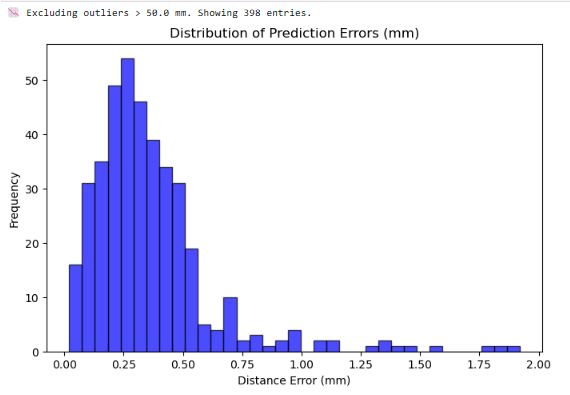 Excluding outliers > 50.0 mm. Showing 398 entries.
Distribution of Prediction Errors (mm)
50
40
30
20
10
0
Frequency
0.00 0.25 0.50 0.75 1.00 1.25 1.50 1.75 2.00
Distance Error (mm)